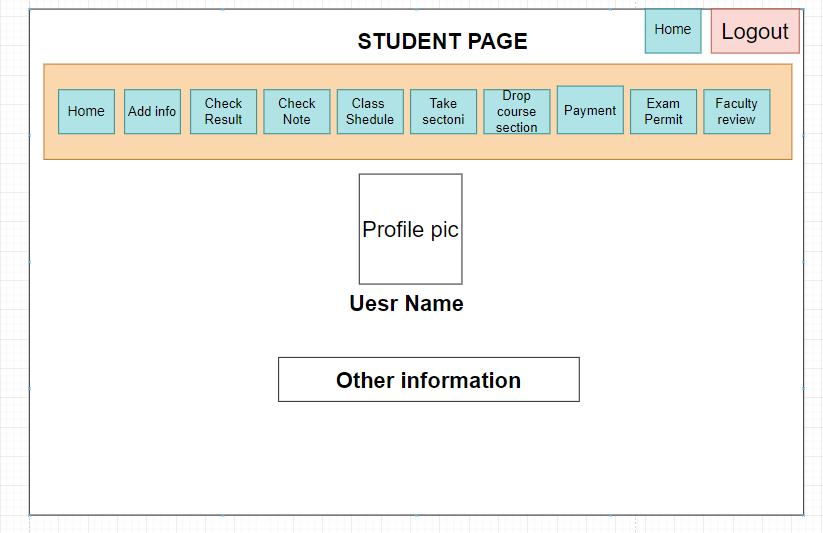 STUDENT PAGE
Home
Logout
Home
Add info
Check
Result
Check
Note
Class
Shedule
Take
sectoni
Drop
course
section
Payment
Exam
Permit
Faculty
review
Profile pic
Uesr Name
Other information